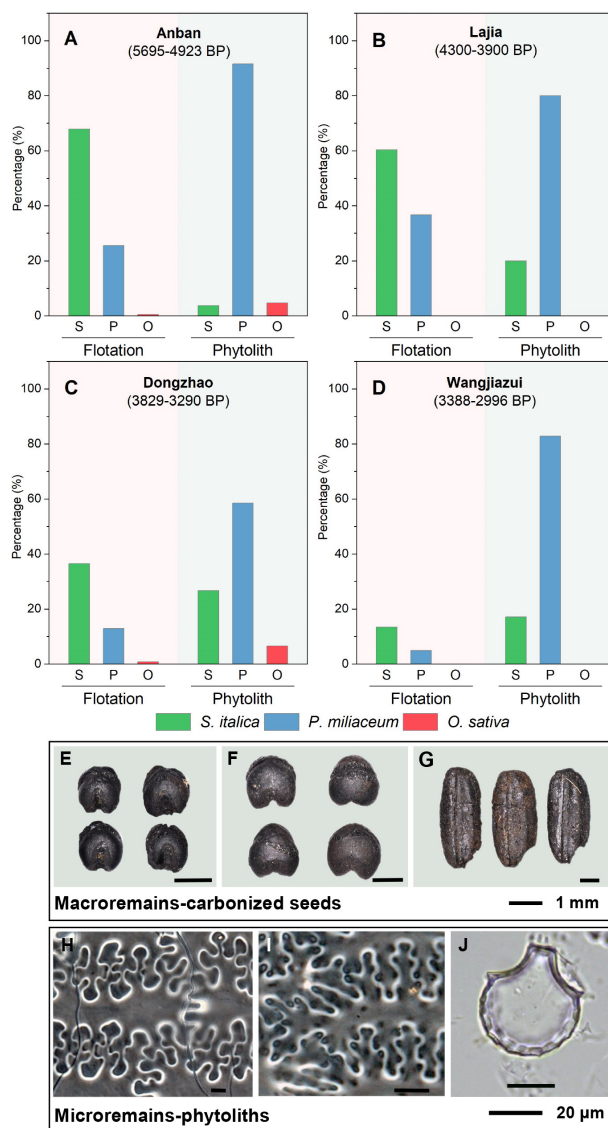 A
Anban
(5695-4923 BP)
Percentage (%)
100
80
60
40
20
0
S P O S P O
Flotation Phytolith
B
Lajia
(4300-3900 BP)
Percentage (%)
100
80
60
40
20
0
S P O S P O
Flotation Phytolith
C
Dongzhao
(3829-3290 BP)
Percentage (%)
100
80
60
40
20
0
S P O S P O
Flotation Phytolith
D
Wangjiazui
(3388-2996 BP)
Percentage (%)
100
80
60
40
20
0
S P O S P O
Flotation Phytolith
S. italica P. miliaceum O. sativa
E F G
Macroremains-carbonized seeds 1 mm
H I J
Microremains-phytoliths 20 µm